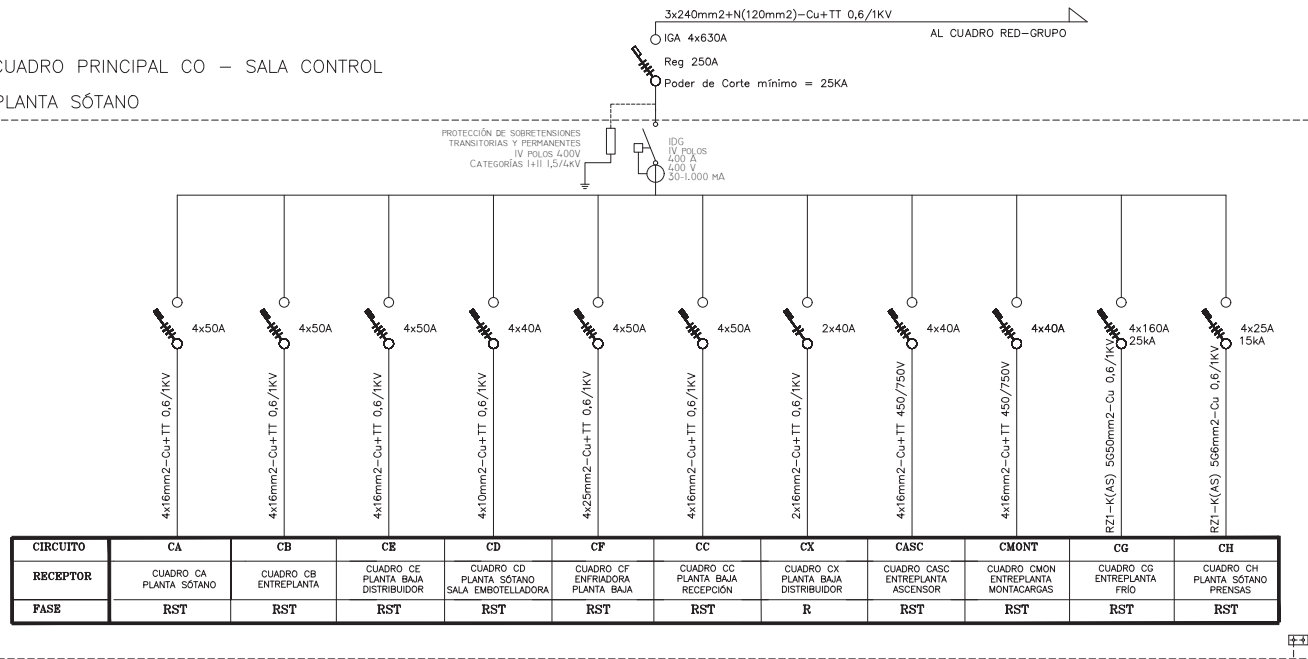 3x240mm2+N(120mm2)-Cu+TT 0,6/1KV
AL CUADRO RED-GRUPO
IGA 4x630A
Reg 250A
Poder de Corte mínimo = 25KA
CUADRO PRINCIPAL CO - SALA CONTROL
PLANTA SÓTANO
PROTECCIÓN DE SOBRETENSIONES
TRANSITORIAS Y PERMANENTES
IV POLOS 400V
CATEGORÍAS I+II 1,5/4KV
IDG
IV POLOS
400 A
400 V
30-1.000 MA
4x50A
4x50A
4x50A
4x40A
4x50A
4x50A
2x40A
4x40A
4x40A
4x160A
25kA
4x25A
15kA
4x16mm2-Cu+TT 0,6/1KV
4x16mm2-Cu+TT 0,6/1KV
4x16mm2-Cu+TT 0,6/1KV
4x10mm2-Cu+TT 0,6/1KV
4x25mm2-Cu+TT 0,6/1KV
4x16mm2-Cu+TT 0,6/1KV
2x16mm2-Cu+TT 0,6/1KV
4x16mm2-Cu+TT 450/750V
4x16mm2-Cu+TT 450/750V
RZ1-K(AS) 5G50mm2-Cu 0,6/1KV
RZ1-K(AS) 5G6mm2-Cu 0,6/1KV
CIRCUITO CA CB CE CD CF CC CX CASC CMONT CG CH
RECEPTOR
CUADRO CA
PLANTA SÓTANO
CUADRO CB
ENTREPLANTA
CUADRO CE
PLANTA BAJA
DISTRIBUIDOR
CUADRO CD
PLANTA SÓTANO
SALA EMBOTELLADORA
CUADRO CF
ENFRIADORA
PLANTA BAJA
CUADRO CC
PLANTA BAJA
RECEPCIÓN
CUADRO CX
PLANTA BAJA
DISTRIBUIDOR
CUADRO CASC
ENTREPLANTA
ASCENSOR
CUADRO CMON
ENTREPLANTA
MONTACARGAS
CUADRO CG
ENTREPLANTA
FRÍO
CUADRO CH
PLANTA SÓTANO
PRENSAS
FASE RST RST RST RST RST RST R RST RST RST RST